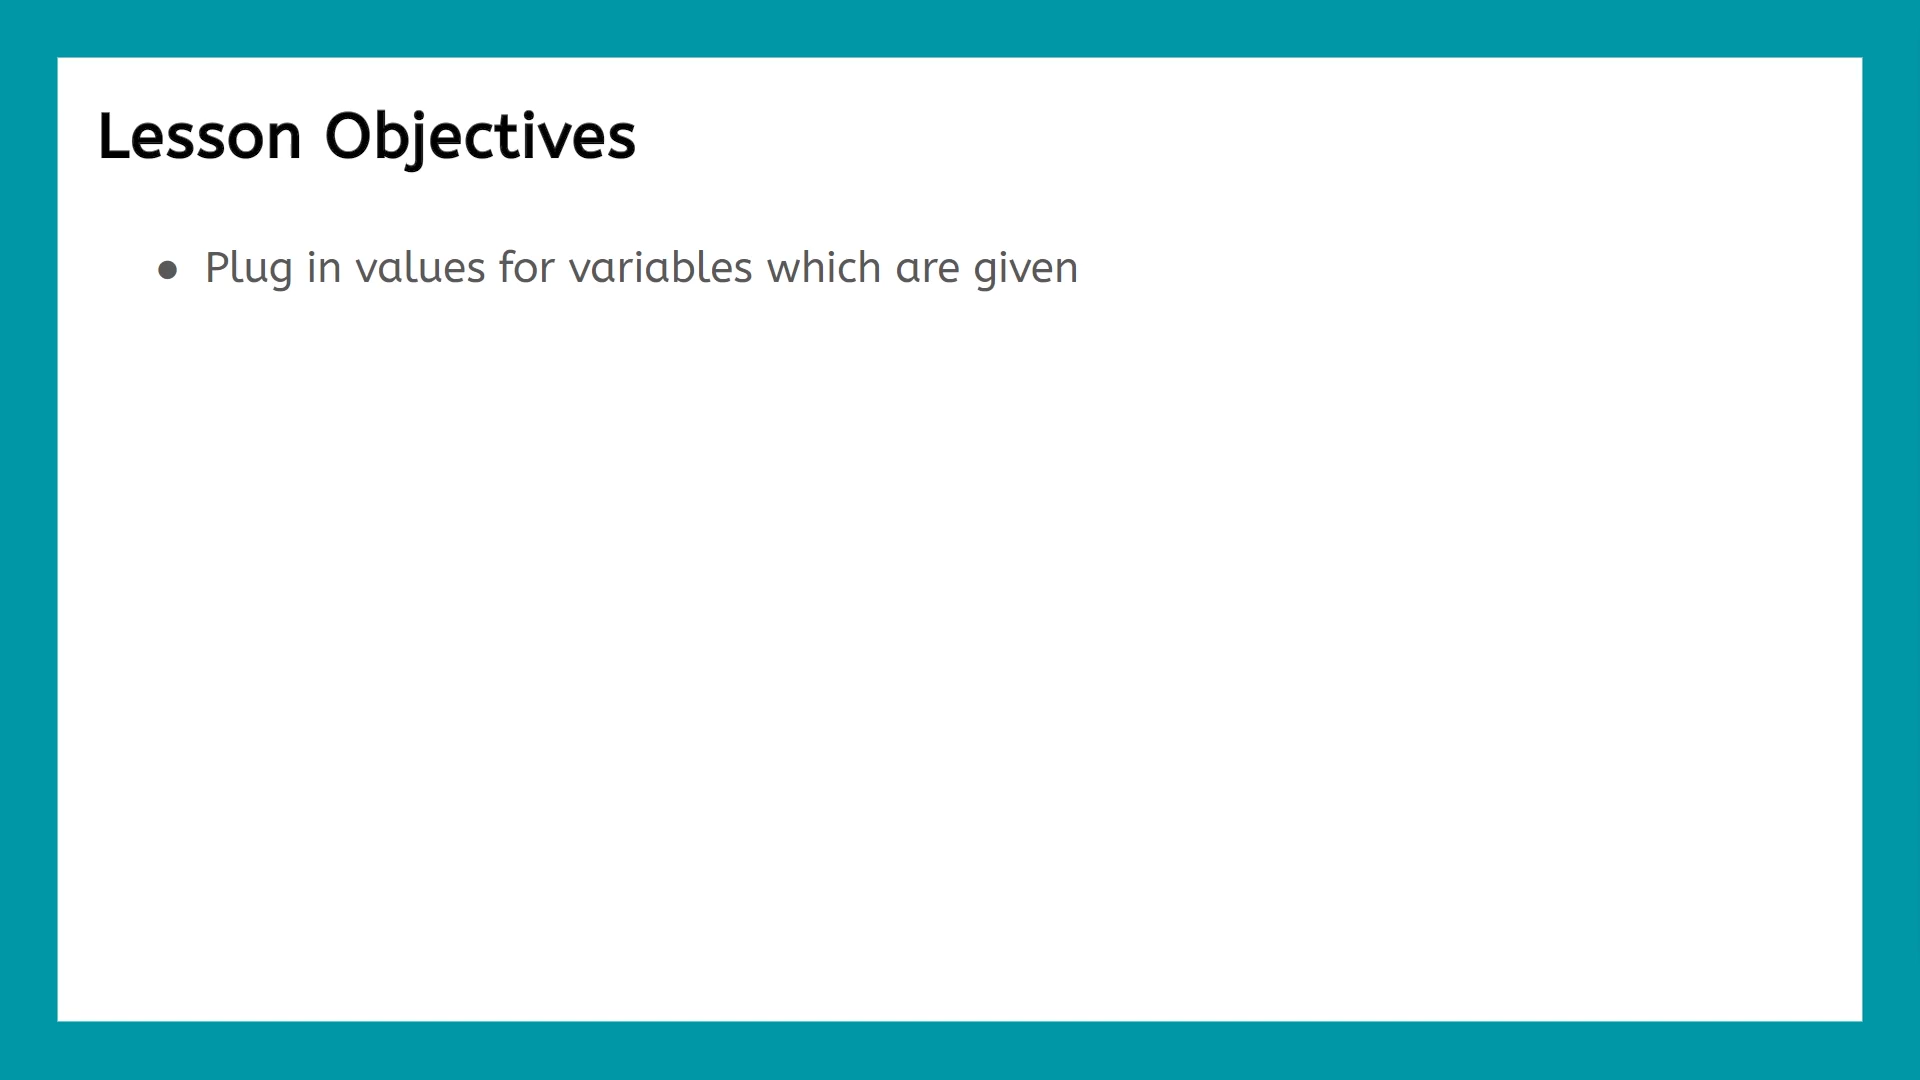 Lesson Objectives
● Plug in values for variables which are given